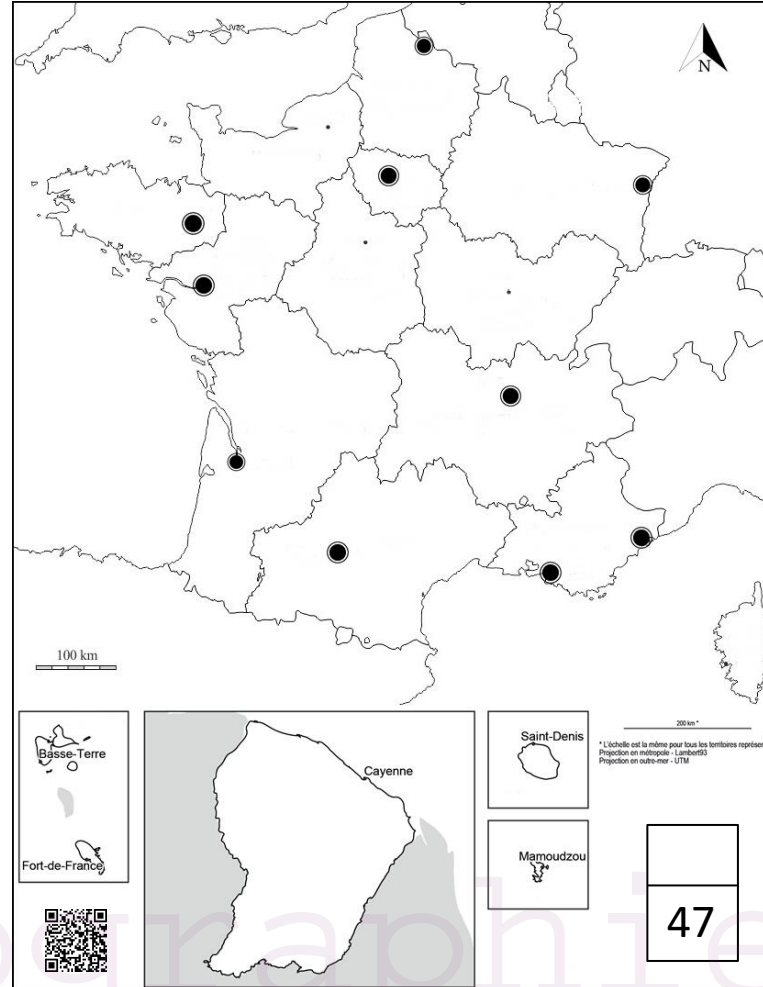 N
100 km
Basse-Terre
Fort-de-France
Cayenne
Saint-Denis
Mamoudzou
200 km *
* L'échelle est la même pour tous les territoires représen
Projection en métropole - Lambert93
Projection en outre-mer - UTM
47
ographie